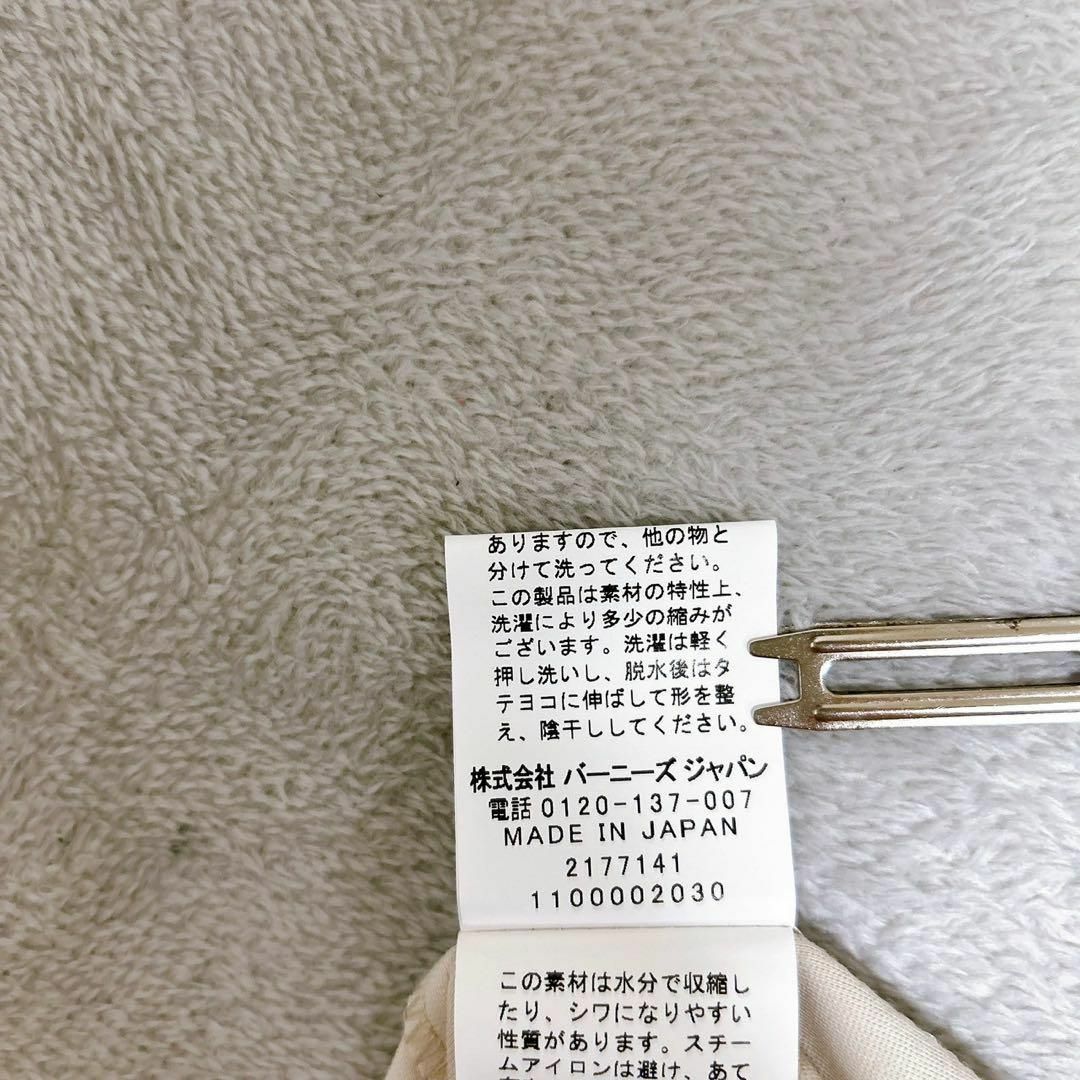 ありますので、他の物と
分けて洗ってください。
この製品は素材の特性上、
洗濯により多少の縮みが
ございます。洗濯は軽く
押し洗いし、脱水後はタ
テヨコに伸ばして形を整
え、陰干ししてください。
株式会社 バーニーズ ジャパン
電話 0120-137-007
MADE IN JAPAN
2177141
1100002030
この素材は水分で収縮し
たり、シワになりやすい
性質があります。スチー
ムアイロンは避け、あて